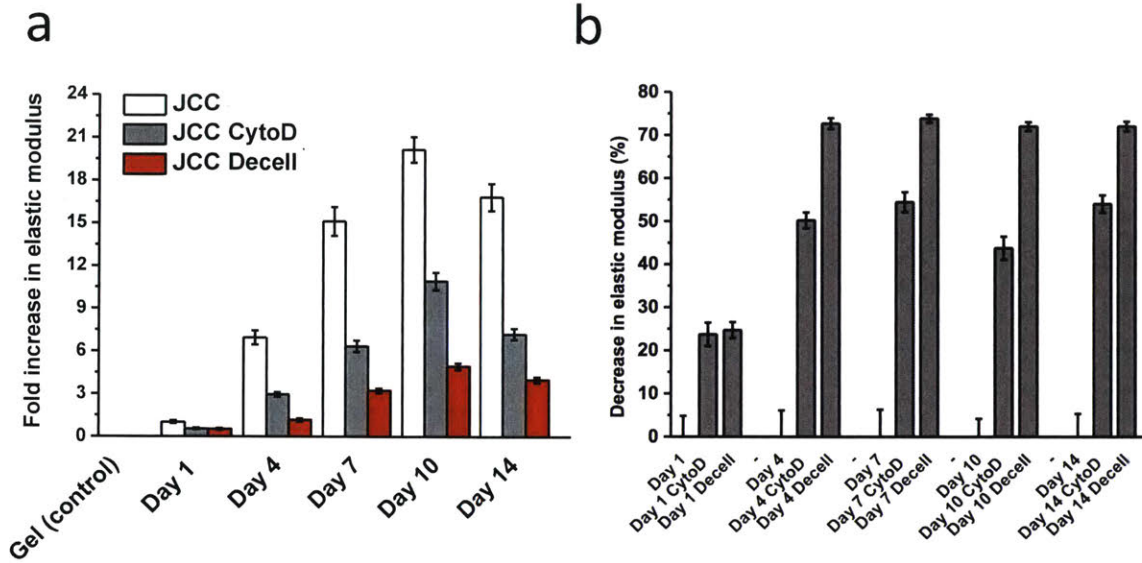 a
Fold increase in elastic modulus
24
21
18
15
12
9
6
3
0
JCC
JCC CytoD
JCC Decell
Gel (control)
Day 1
Day 4
Day 7
Day 10
Day 14
b
Decrease in elastic modulus (%)
80
70
60
50
40
30
20
10
0
Day 1
Day 1 CytoD
Day 1 Decell
-
Day 4
Day 4 CytoD
Day 4 Decell
-
Day 7
Day 7 CytoD
Day 7 Decell
-
Day 10
Day 10 CytoD
Day 10 Decell
-
Day 14
Day 14 CytoD
Day 14 Decell